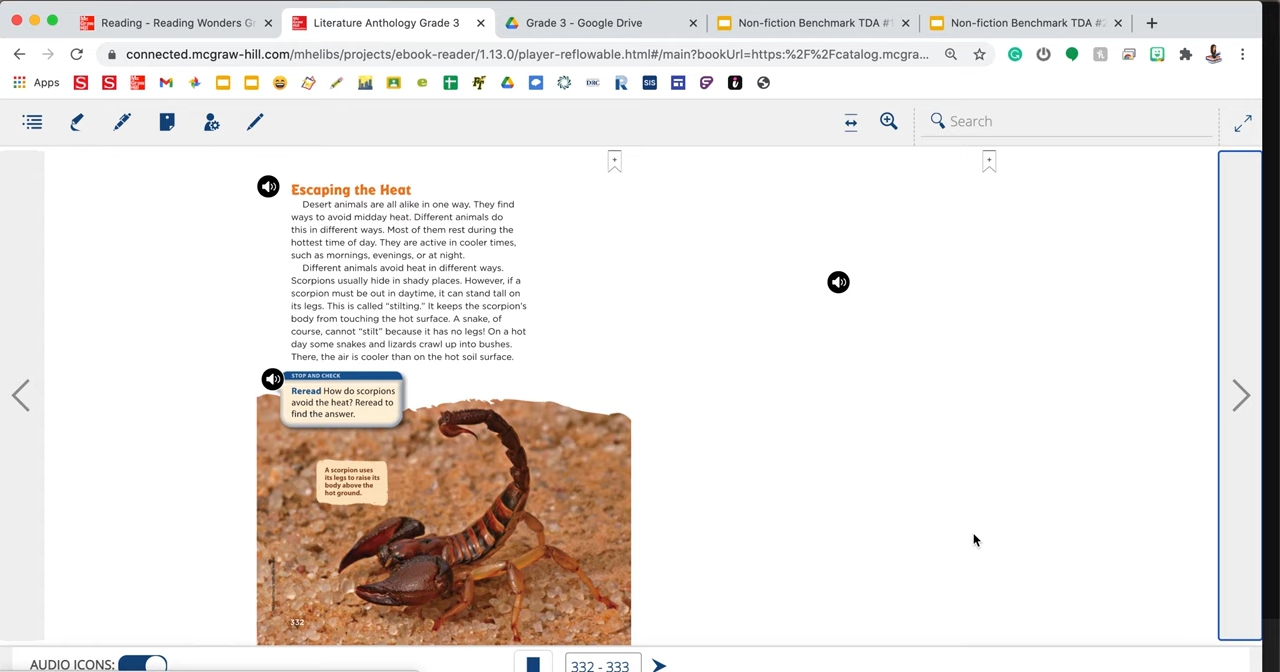 Reading - Reading Wonders G
Literature Anthology Grade 3
Grade 3 - Google Drive
Non-fiction Benchmark TDA #
Non-fiction Benchmark TDA #
connected.mcgraw-hill.com/mhelibs/projects/ebook-reader/1.13.0/player-reflowable.html#/main?bookUrl=https:%2F%2Fcatalog.mcgra...
Apps
DRC
SIS
Search
Escaping the Heat
Desert animals are all alike in one way. They find
ways to avoid midday heat. Different animals do
this in different ways. Most of them rest during the
hottest time of day. They are active in cooler times,
such as mornings, evenings, or at night.
Different animals avoid heat in different ways.
Scorpions usually hide in shady places. However, if a
scorpion must be out in daytime, it can stand tall on
its legs. This is called “stilting.” It keeps the scorpion’s
body from touching the hot surface. A snake, of
course, cannot “stilt” because it has no legs! On a hot
day some snakes and lizards crawl up into bushes.
There, the air is cooler than on the hot soil surface.
STOP AND CHECK
Reread How do scorpions
avoid the heat? Reread to
find the answer.
A scorpion uses
its legs to raise its
body above the
hot ground.
332
AUDIO ICONS:
332 - 333